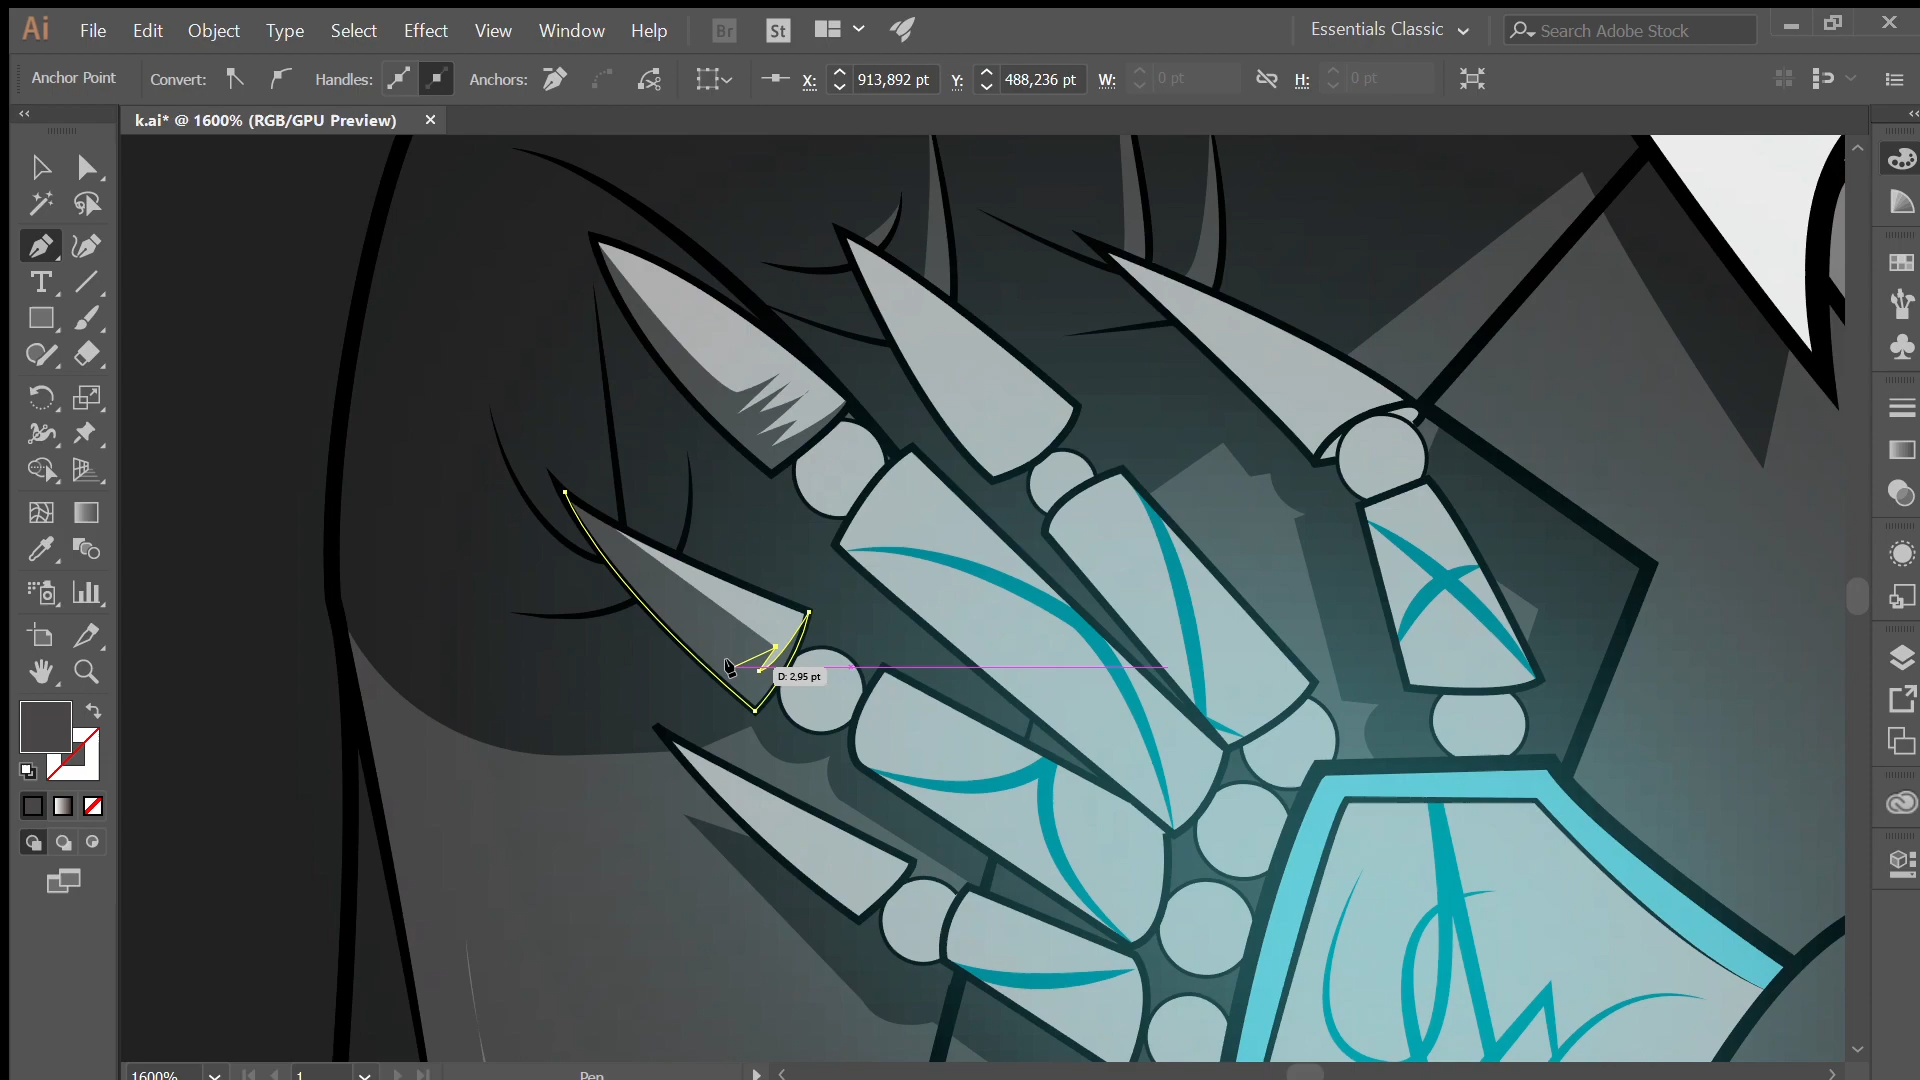 Ai File Edit Object Type Select Effect View Window Help Br St Essentials Classic Search Adobe Stock
Anchor Point Convert: Handles: Anchors: X: 913,892 pt Y: 488,236 pt W: 0 pt H: 0 pt
k.ai* @ 1600% (RGB/GPU Preview)
D: 2,95 pt
1600% 1 Pen